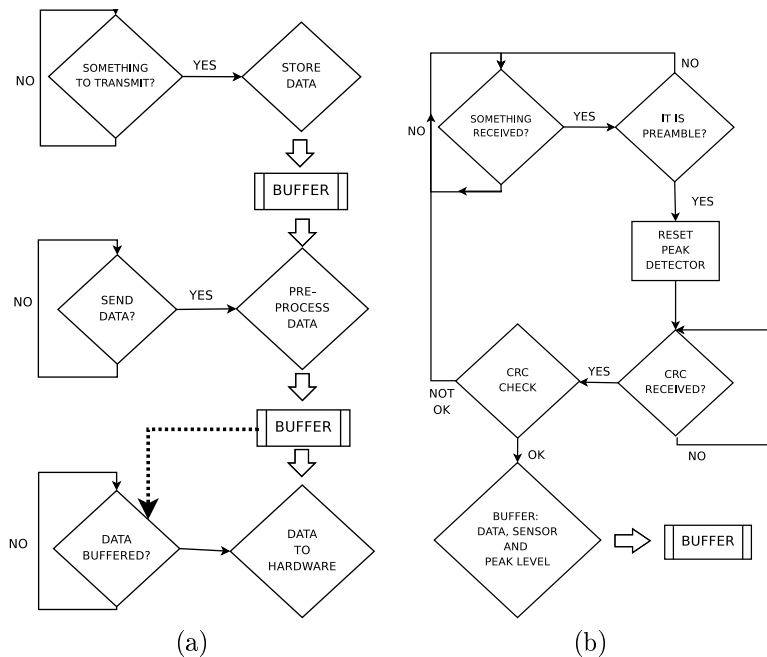 NO
SOMETHING
TO TRANSMIT?
YES
STORE
DATA
BUFFER
NO
SEND
DATA?
YES
PRE-
PROCESS
DATA
BUFFER
NO
DATA
BUFFERED?
DATA
TO
HARDWARE
(a)
NO
NO
SOMETHING
RECEIVED?
YES
IT IS
PREAMBLE?
YES
RESET
PEAK
DETECTOR
CRC
RECEIVED?
NO
YES
CRC
CHECK
NOT
OK
OK
BUFFER:
DATA, SENSOR
AND
PEAK LEVEL
BUFFER
(b)